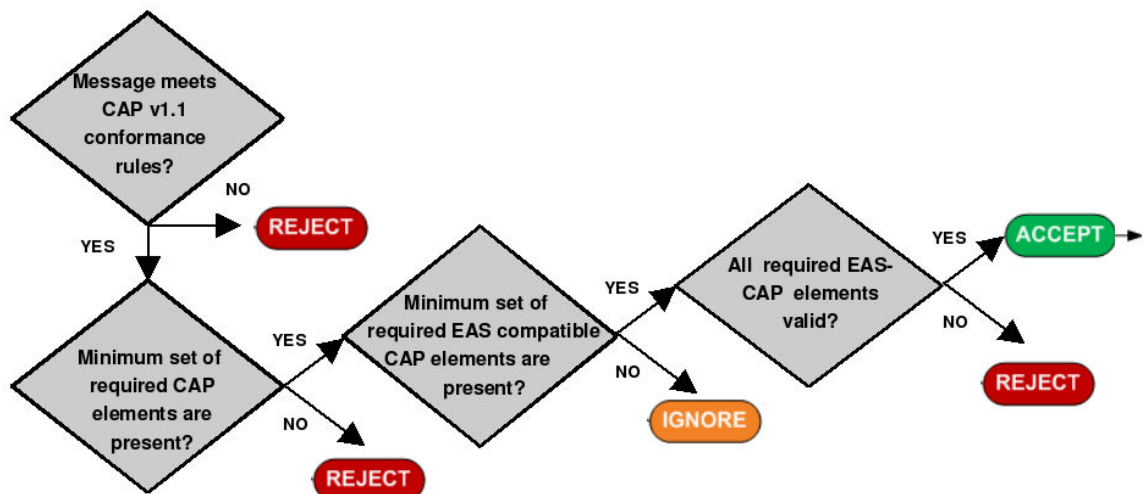 Message meets
CAP v1.1
conformance
rules?
NO
REJECT
YES
Minimum set of
required CAP
elements are
present?
YES
NO
REJECT
Minimum set of
required EAS compatible
CAP elements are
present?
YES
NO
IGNORE
All required EAS-
CAP elements
valid?
YES
ACCEPT
NO
REJECT